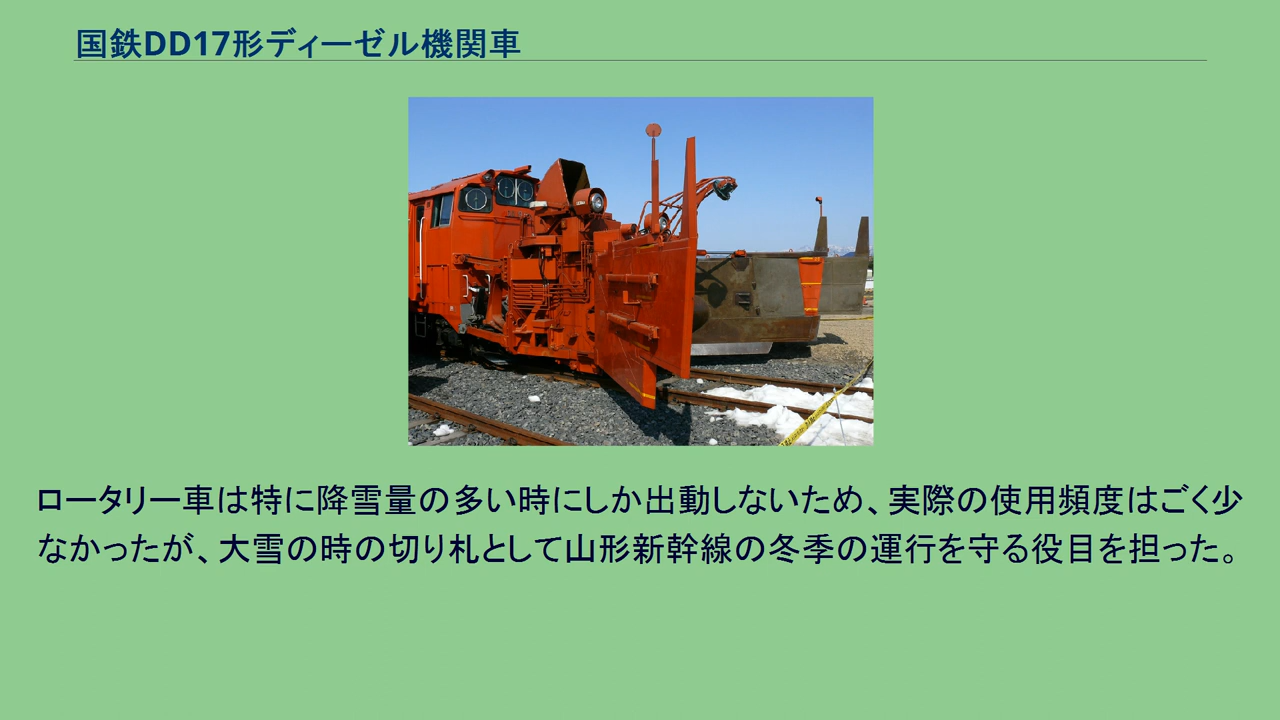 国鉄DD17形ディーゼル機関車
ロータリー車は特に降雪量の多い時にしか出動しないため、実際の使用頻度はごく少
なかったが、大雪の時の切り札として山形新幹線の冬季の運行を守る役目を担った。